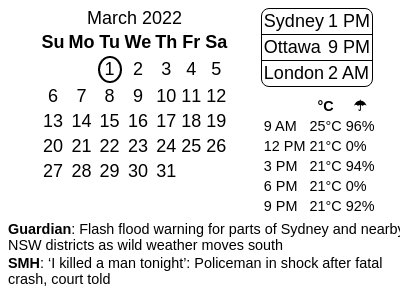 March 2022
Su Mo Tu We Th Fr Sa
1 2 3 4 5
6 7 8 9 10 11 12
13 14 15 16 17 18 19
20 21 22 23 24 25 26
27 28 29 30 31
Sydney 1 PM
Ottawa 9 PM
London 2 AM
°C ☂
9 AM 25°C 96%
12 PM 21°C 0%
3 PM 21°C 94%
6 PM 21°C 0%
9 PM 21°C 92%
Guardian: Flash flood warning for parts of Sydney and nearby
NSW districts as wild weather moves south
SMH: ‘I killed a man tonight’: Policeman in shock after fatal
crash, court told